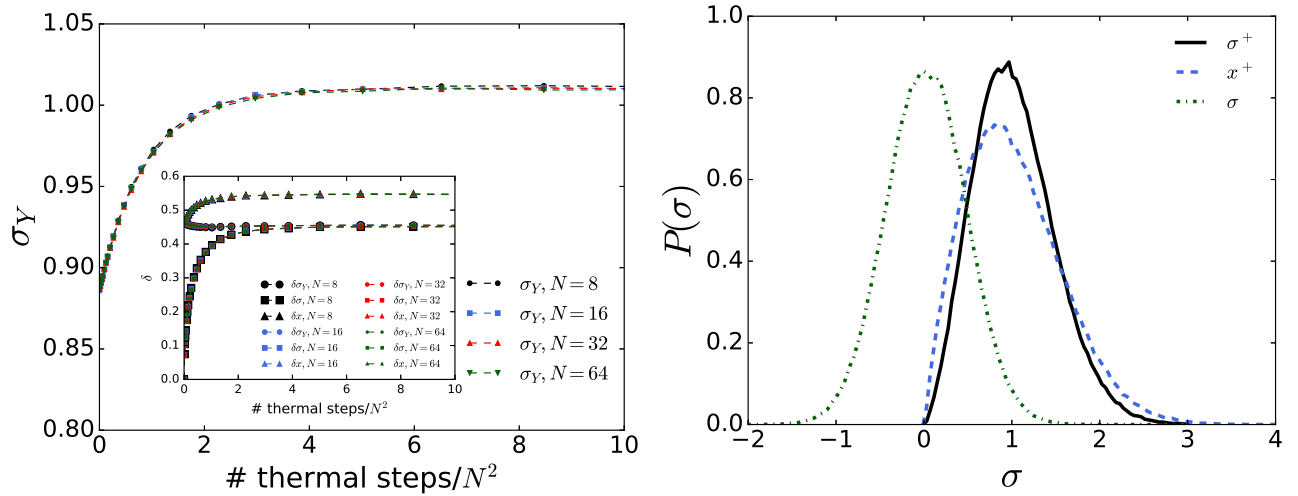 1.05
1.00
0.95
0.90
0.85
0.80
σ_Y
0 2 4 6 8 10
# thermal steps/N²
0.6
0.5
0.4
0.3
0.2
0.1
0.0
δ
0 2 4 6 8 10
# thermal steps/N²
δσ_Y, N=8
δσ, N=8
δx, N=8
δσ_Y, N=16
δσ, N=16
δx, N=16
δσ_Y, N=32
δσ, N=32
δx, N=32
δσ_Y, N=64
δσ, N=64
δx, N=64
σ_Y, N=8
σ_Y, N=16
σ_Y, N=32
σ_Y, N=64
1.0
0.8
0.6
0.4
0.2
0.0
P(σ)
−2 −1 0 1 2 3 4
σ
σ⁺
x⁺
σ